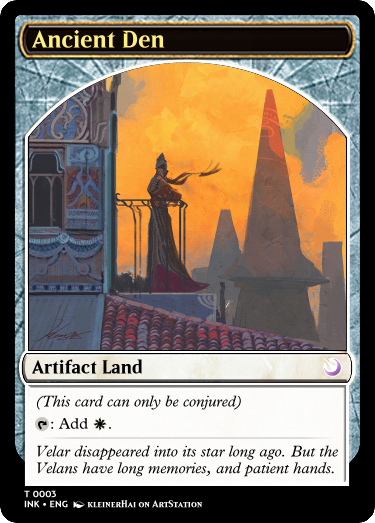 Ancient Den
Artifact Land
(This card can only be conjured)
: Add .
Velar disappeared into its star long ago. But the
Velans have long memories, and patient hands.
T 0003
INK • ENG KLEINERHAI ON ARTSTATION